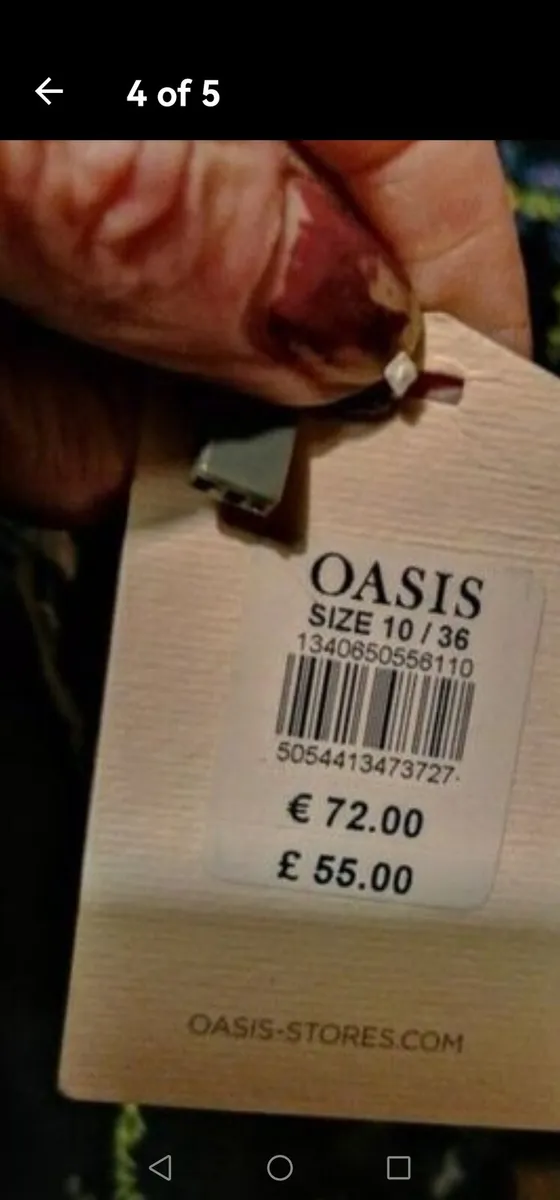 4 of 5
OASIS
SIZE 10 / 36
1340650556110
5054413473727
€ 72.00
£ 55.00
OASIS-STORES.COM